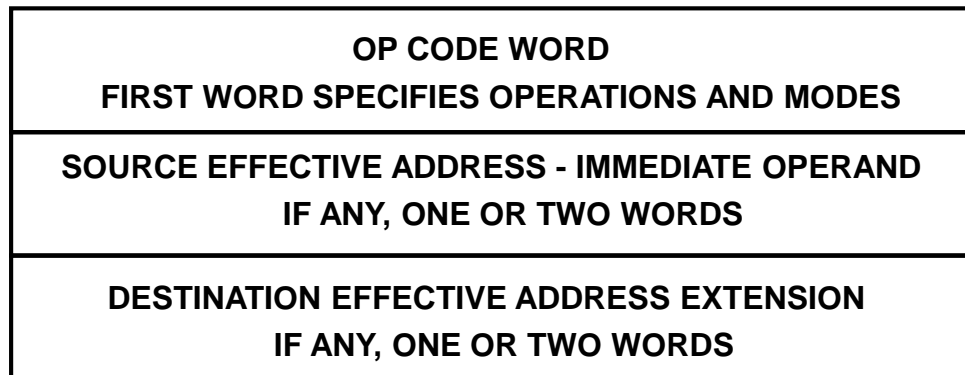 OP CODE WORD
FIRST WORD SPECIFIES OPERATIONS AND MODES
SOURCE EFFECTIVE ADDRESS - IMMEDIATE OPERAND
IF ANY, ONE OR TWO WORDS
DESTINATION EFFECTIVE ADDRESS EXTENSION
IF ANY, ONE OR TWO WORDS